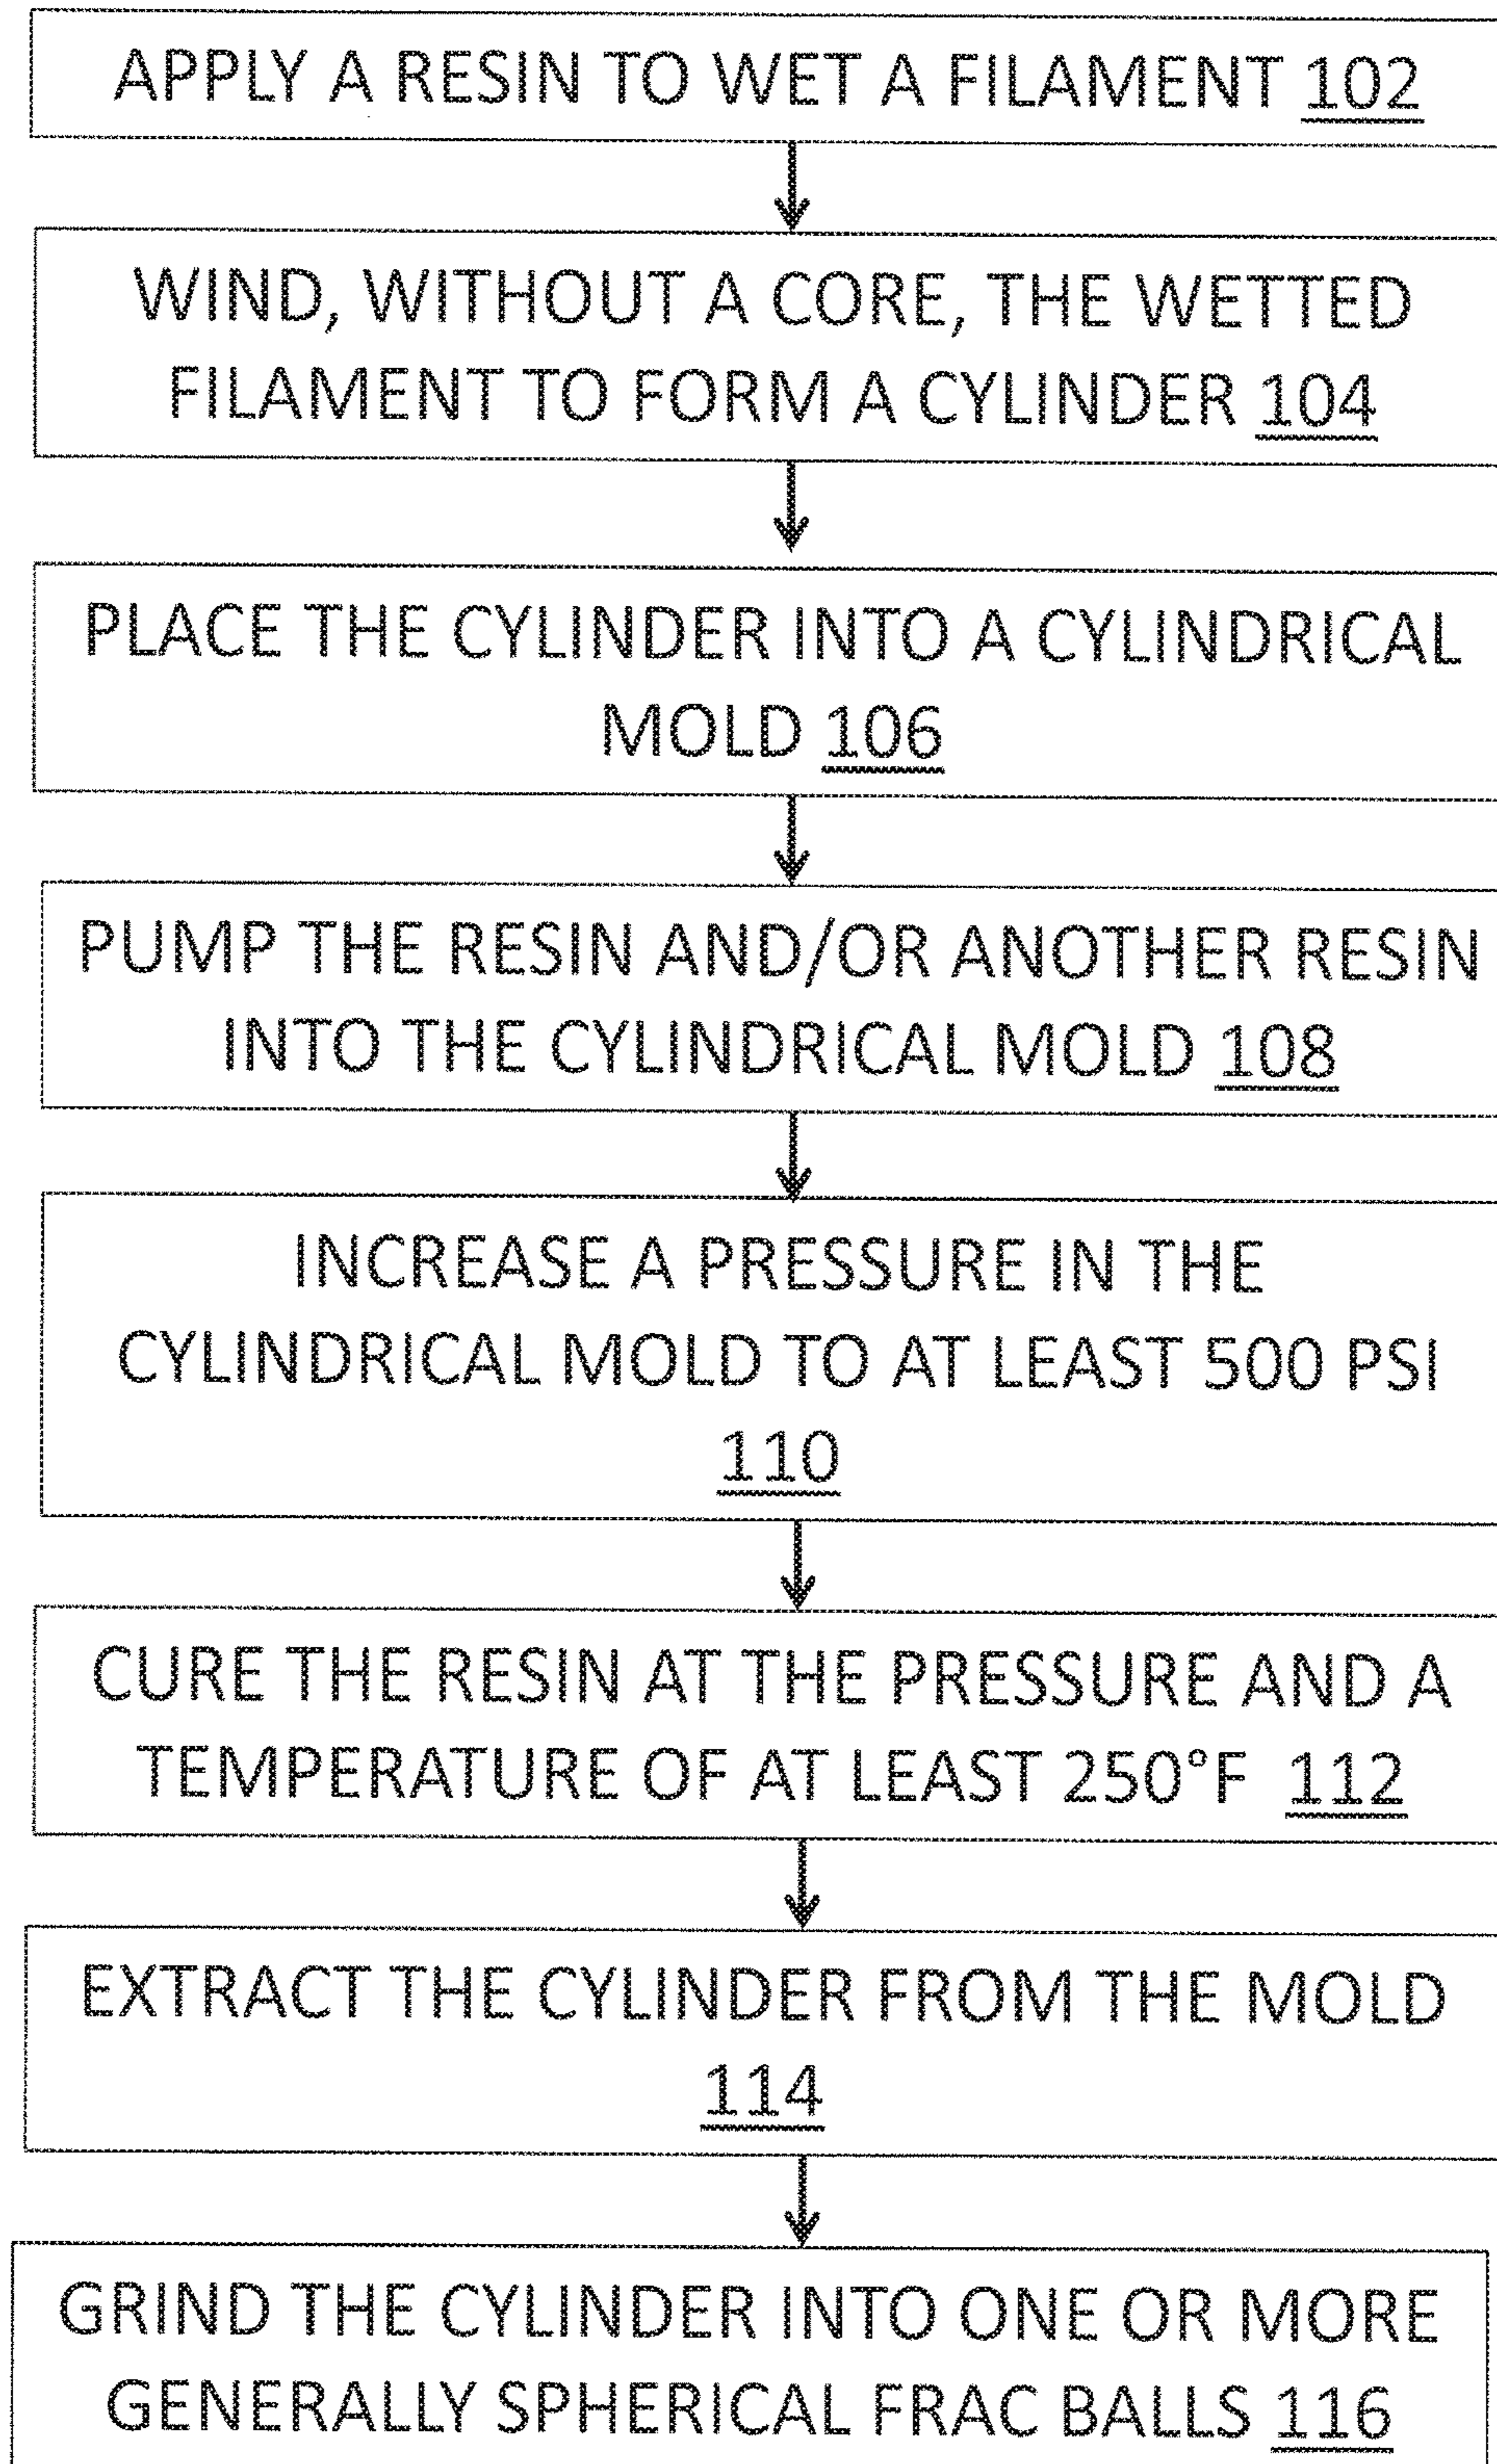 APPLY A RESIN TO WET A FILAMENT 102
WIND, WITHOUT A CORE, THE WETTED
FILAMENT TO FORM A CYLINDER 104
PLACE THE CYLINDER INTO A CYLINDRICAL
MOLD 106
PUMP THE RESIN AND/OR ANOTHER RESIN
INTO THE CYLINDRICAL MOLD 108
INCREASE A PRESSURE IN THE
CYLINDRICAL MOLD TO AT LEAST 500 PSI
110
CURE THE RESIN AT THE PRESSURE AND A
TEMPERATURE OF AT LEAST 250°F 112
EXTRACT THE CYLINDER FROM THE MOLD
114
GRIND THE CYLINDER INTO ONE OR MORE
GENERALLY SPHERICAL FRAC BALLS 116